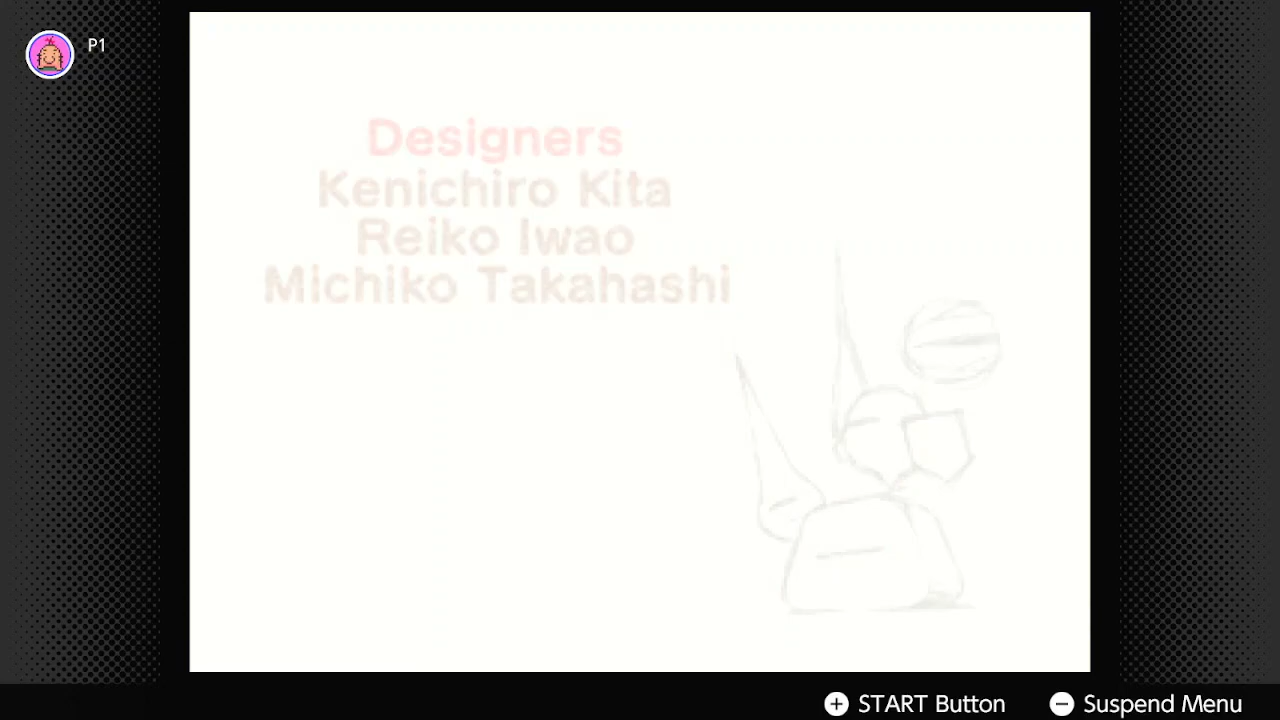 P1
Designers
Kenichiro Kita
Reiko Iwao
Michiko Takahashi
START Button
Suspend Menu